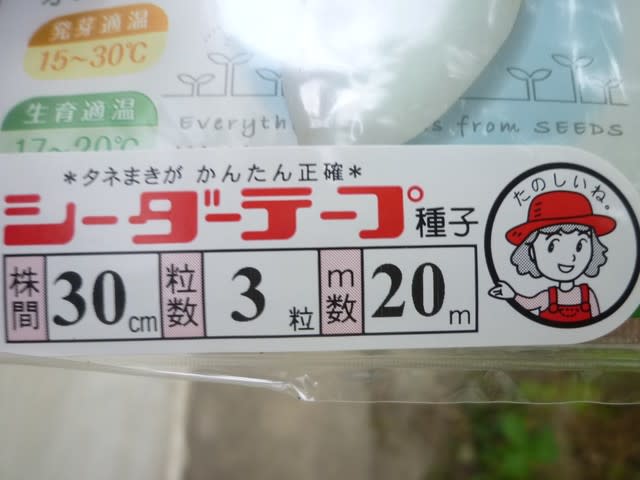 発芽適温
15〜30℃
生育適温
17〜20℃
from SEEDS
*タネまきが かんたん正確*
シーダーテープ種子
たのしいね。
株間 30cm 粒数 3粒 m数 20m